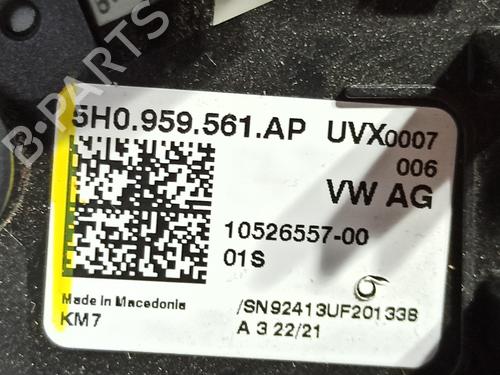 B-PARTS
5H0.959.561.AP UVX0007
006
VW AG
10526557-00
01S
Made in Macedonia
KM7
/SN92413UF201338
A 3 22/21